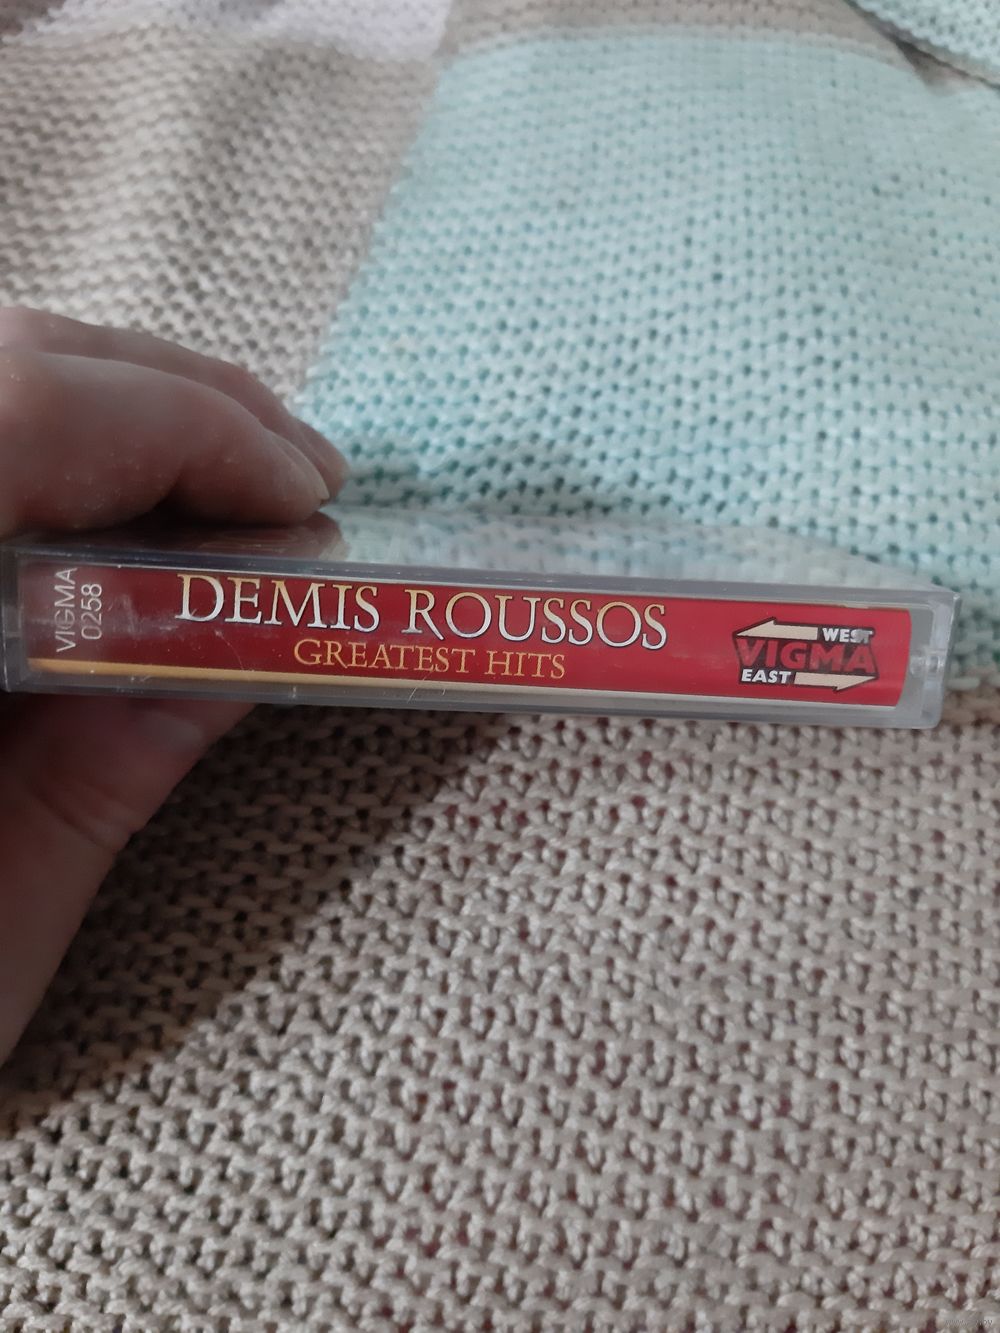 VIGMA
0258
DEMIS ROUSSOS
GREATEST HITS
WEST
VIGMA
EAST